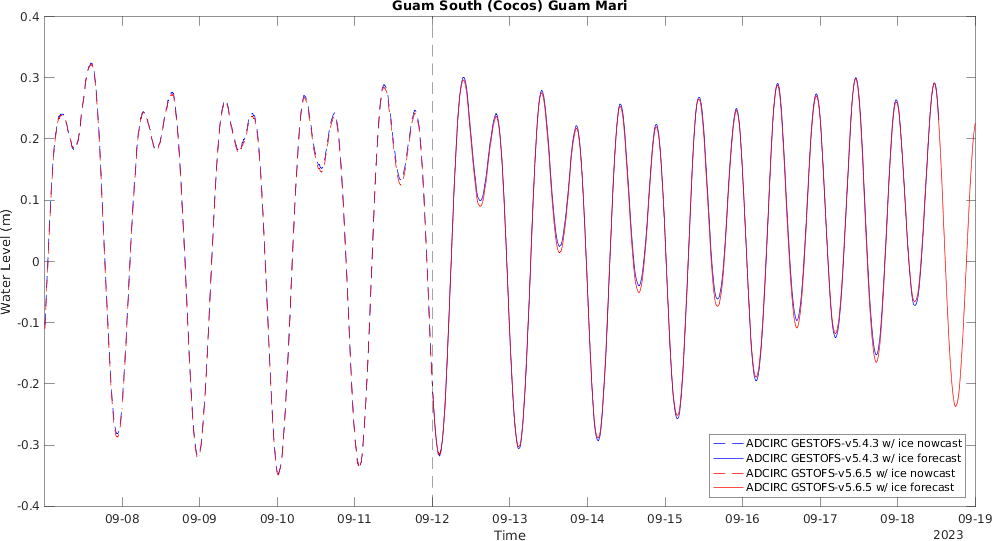 Guam South (Cocos) Guam Mari
0.4
0.3
0.2
0.1
0
-0.1
-0.2
-0.3
-0.4
Water Level (m)
09-08 09-09 09-10 09-11 09-12 09-13 09-14 09-15 09-16 09-17 09-18 09-19
Time
2023
ADCIRC GESTOFS-v5.4.3 w/ ice nowcast
ADCIRC GESTOFS-v5.4.3 w/ ice forecast
ADCIRC GSTOFS-v5.6.5 w/ ice nowcast
ADCIRC GSTOFS-v5.6.5 w/ ice forecast